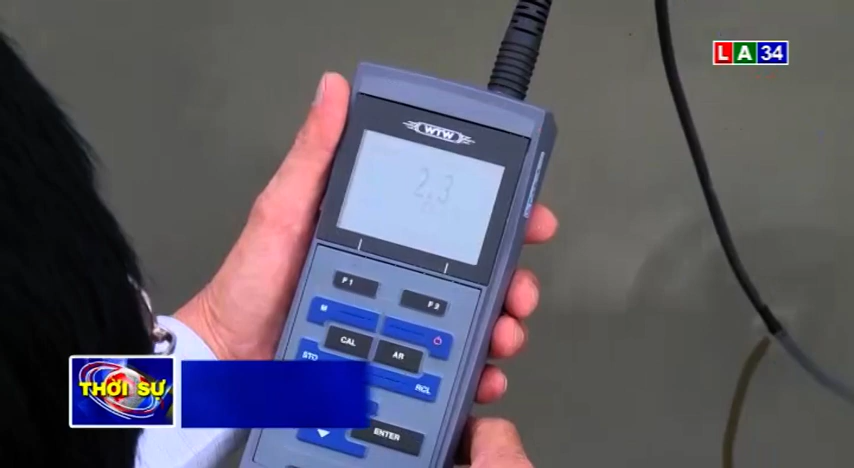 LA34
WTW
2,3
F1
F2
M
CAL
AR
STO
RCL
ENTER
THỜI SỰ